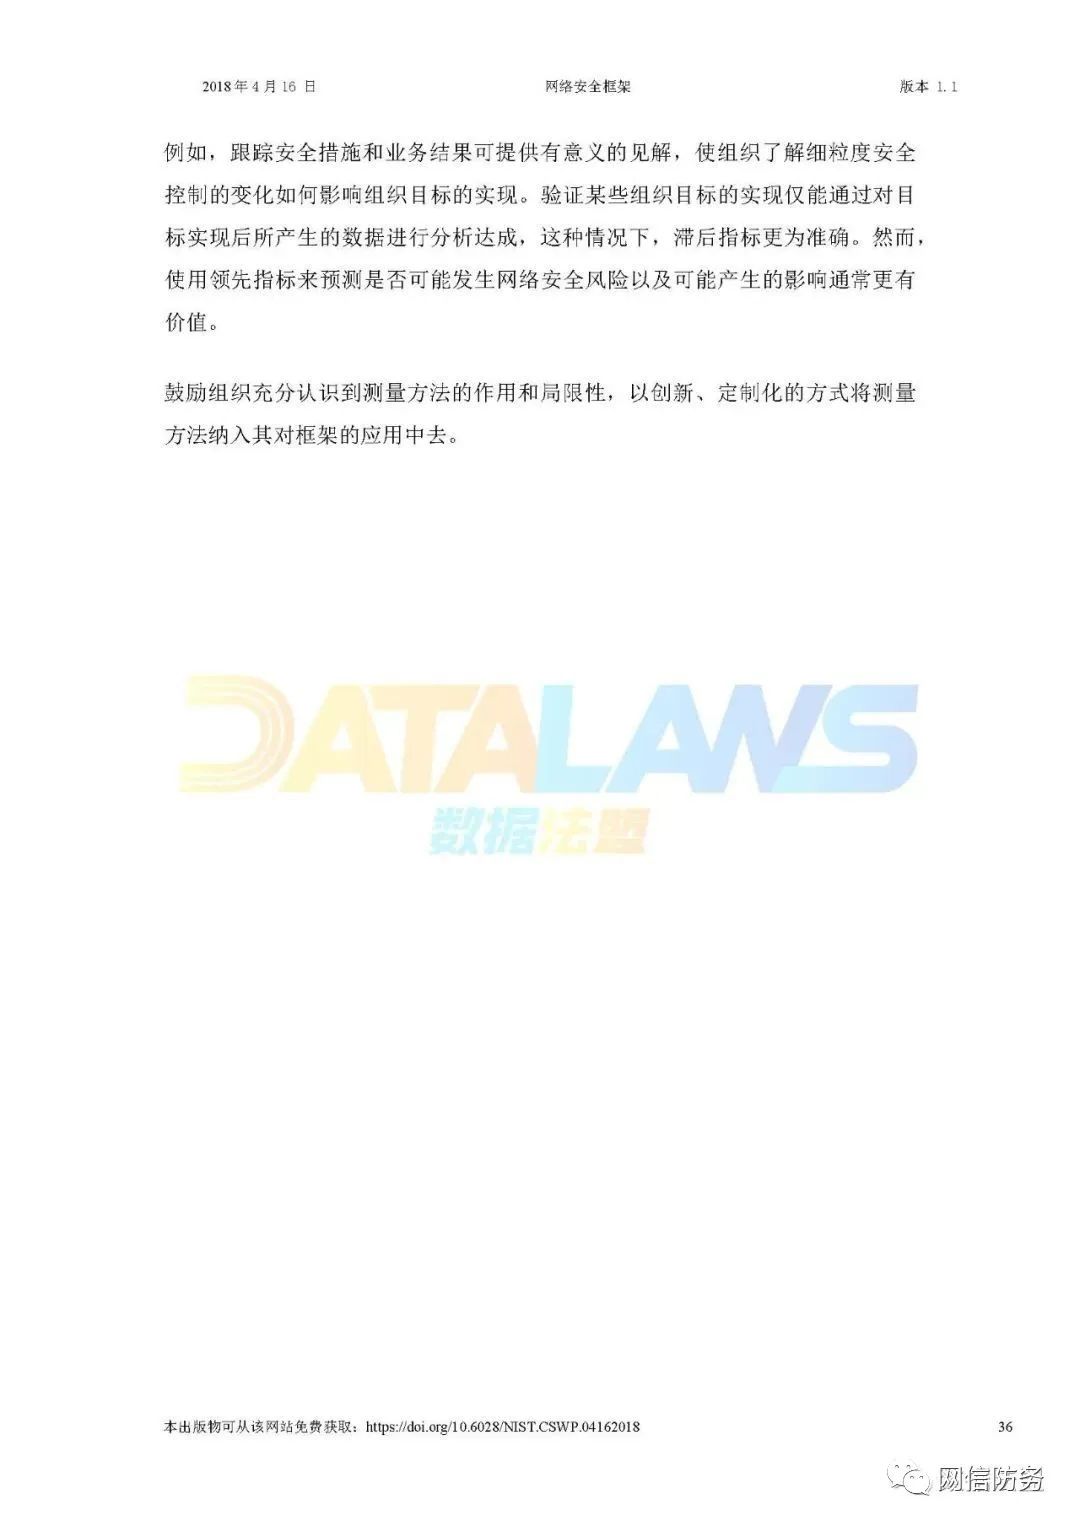 2018年4月16 日 网络安全框架 版本 1.1
例如，跟踪安全措施和业务结果可提供有意义的见解，使组织了解细粒度安全
控制的变化如何影响组织目标的实现。验证某些组织目标的实现仅能通过对目
标实现后所产生的数据进行分析达成，这种情况下，滞后指标更为准确。然而，
使用领先指标来预测是否可能发生网络安全风险以及可能产生的影响通常更有
价值。
鼓励组织充分认识到测量方法的作用和局限性，以创新、定制化的方式将测量
方法纳入其对框架的应用中去。
DATALAWS
数据法盟
本出版物可从该网站免费获取：https://doi.org/10.6028/NIST.CSWP.04162018 36
网信防务